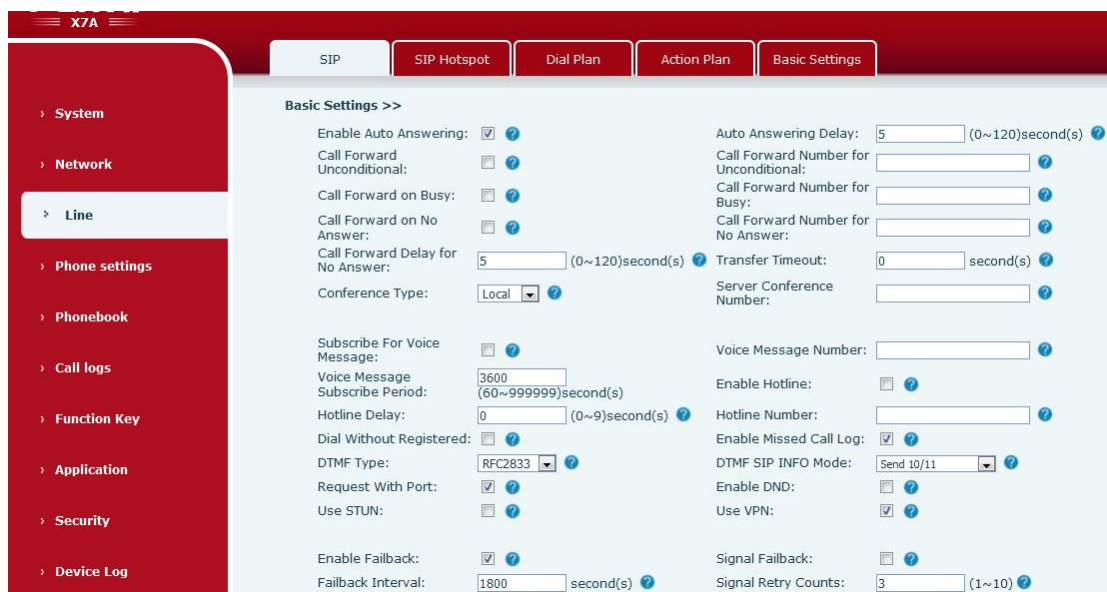 X7A
SIP
SIP Hotspot
Dial Plan
Action Plan
Basic Settings
› System
› Network
› Line
› Phone settings
› Phonebook
› Call logs
› Function Key
› Application
› Security
› Device Log
Basic Settings >>
Enable Auto Answering: ? Auto Answering Delay: 5 (0~120)second(s) ?
Call Forward
Unconditional: ? Call Forward Number for
Unconditional: ?
Call Forward on Busy: ? Call Forward Number for
Busy: ?
Call Forward on No
Answer: ? Call Forward Number for
No Answer: ?
Call Forward Delay for
No Answer: 5 (0~120)second(s) ? Transfer Timeout: 0 second(s) ?
Conference Type: Local ? Server Conference
Number: ?
Subscribe For Voice
Message: ? Voice Message Number: ?
Voice Message
Subscribe Period: 3600
(60~999999)second(s) Enable Hotline: ?
Hotline Delay: 0 (0~9)second(s) ? Hotline Number: ?
Dial Without Registered: ? Enable Missed Call Log: ?
DTMF Type: RFC2833 ? DTMF SIP INFO Mode: Send 10/11 ?
Request With Port: ? Enable DND: ?
Use STUN: ? Use VPN: ?
Enable Failback: ? Signal Failback: ?
Failback Interval: 1800 second(s) ? Signal Retry Counts: 3 (1~10) ?